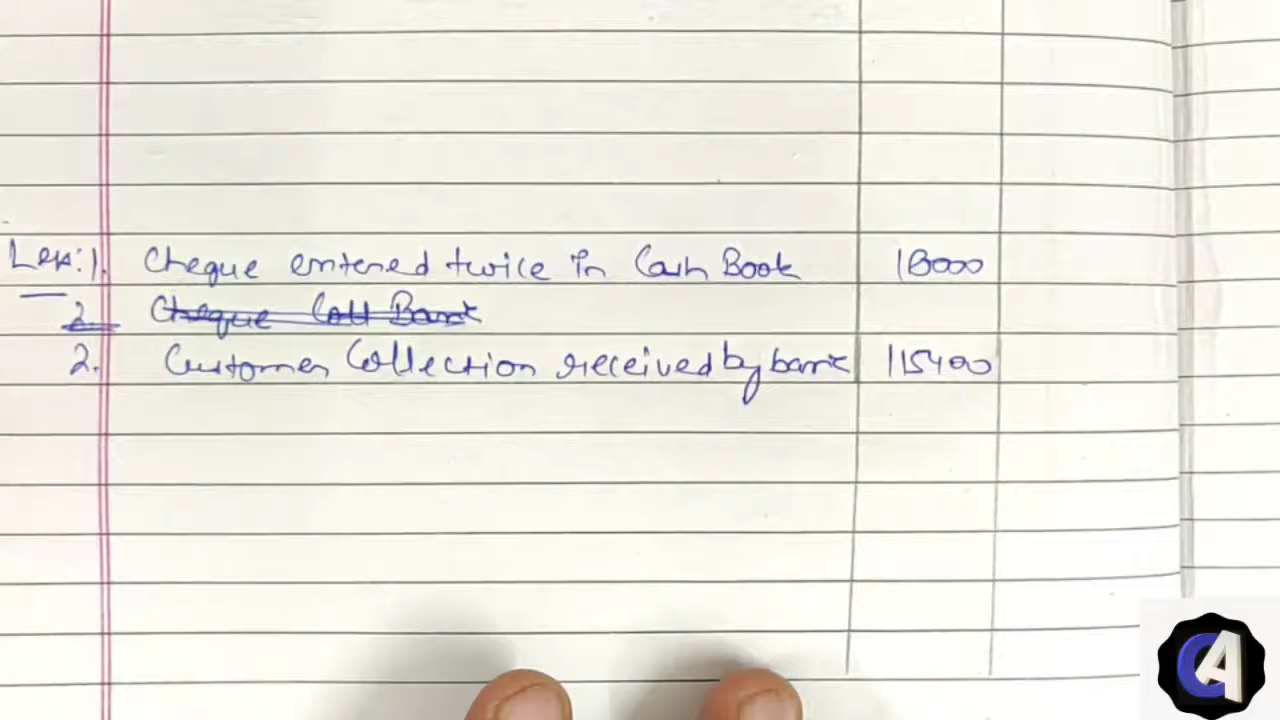 Less: 1. Cheque entered twice in Cash Book 18000
2. Cheque Coll Bank
2. Customer Collection received by bank 115400
CA